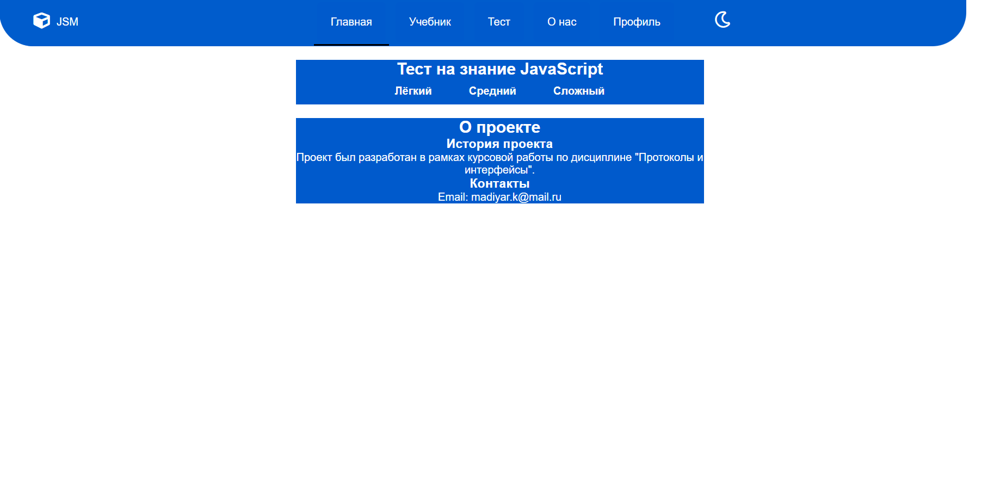 JSM Главная Учебник Тест О нас Профиль
Тест на знание JavaScript
Лёгкий Средний Сложный
О проекте
История проекта
Проект был разработан в рамках курсовой работы по дисциплине "Протоколы и
интерфейсы".
Контакты
Email: madiyar.k@mail.ru